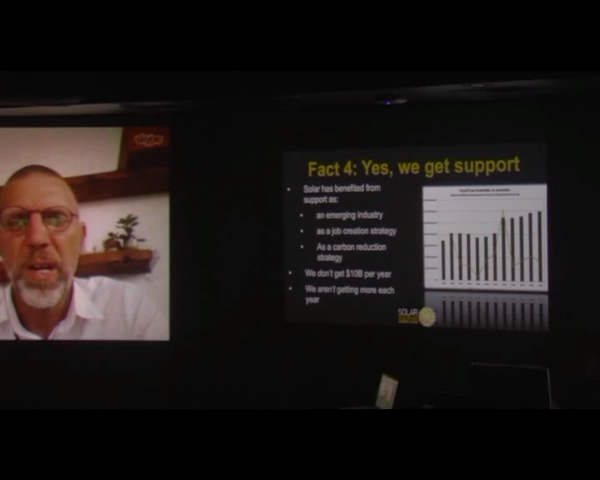 skype
Fact 4: Yes, we get support
• Solar has benefited from
support as:
• an emerging industry
• as a job creation strategy
• As a carbon reduction
strategy
• We don't get $10B per year
• We aren't getting more each
year
SOLAR